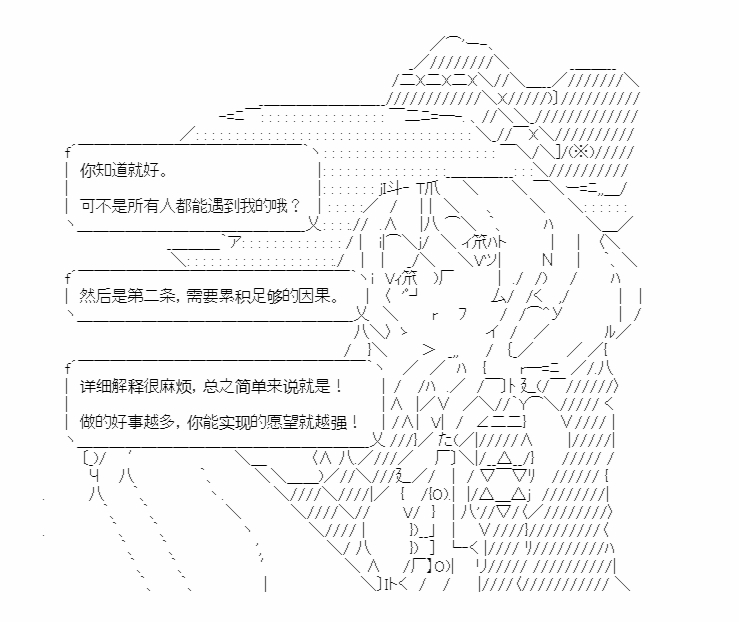 你知道就好。
可不是所有人都能遇到我的哦？
然后是第二条，需要累积足够的因果。
详细解释很麻烦，总之简单来说就是！
做的好事越多，你能实现的愿望就越强！